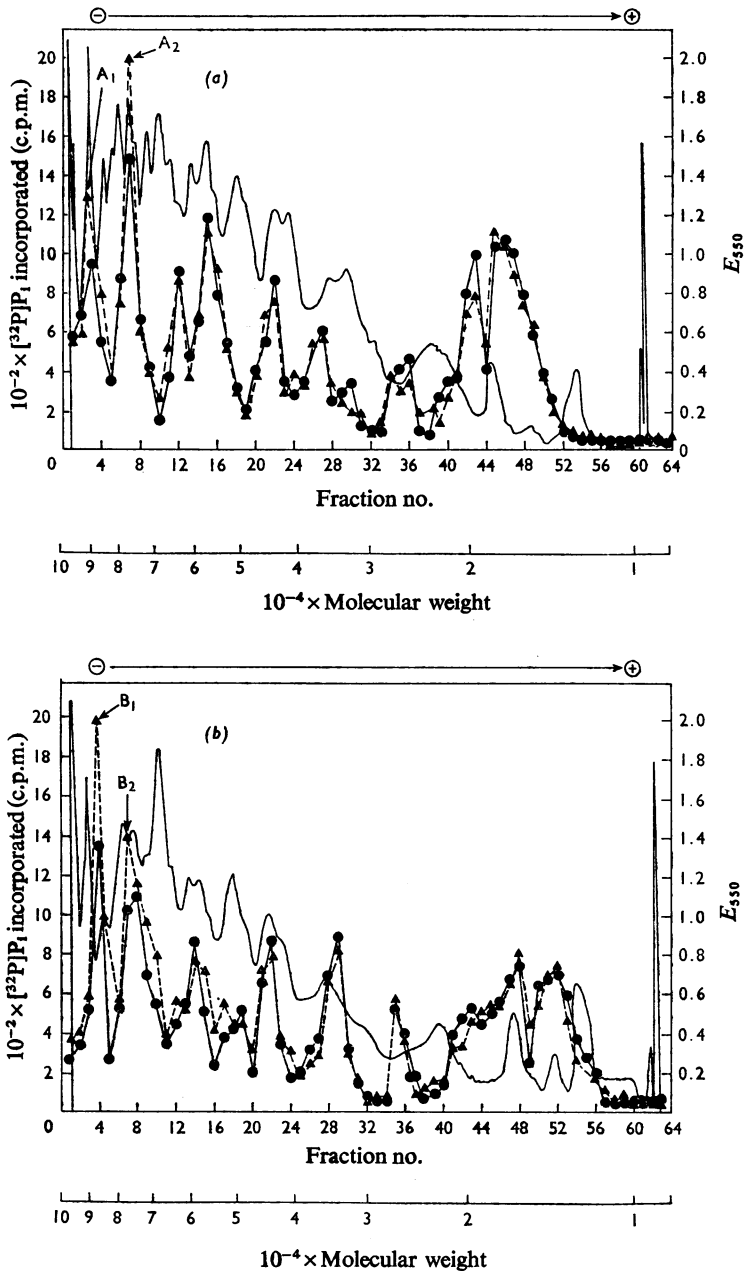 ⊖ ⊕
A₁
A₂
(a)
10⁻² × [³²P]Pᵢ incorporated (c.p.m.)
20
18
16
14
12
10
8
6
4
2
0
2.0
1.8
1.6
1.4
1.2
1.0
0.8
0.6
0.4
0.2
0
E₅₅₀
4 8 12 16 20 24 28 32 36 40 44 48 52 56 60 64
Fraction no.
10 9 8 7 6 5 4 3 2 1
10⁻⁴ × Molecular weight
⊖ ⊕
B₁
B₂
(b)
10⁻² × [³²P]Pᵢ incorporated (c.p.m.)
20
18
16
14
12
10
8
6
4
2
0
2.0
1.8
1.6
1.4
1.2
1.0
0.8
0.6
0.4
0.2
E₅₅₀
4 8 12 16 20 24 28 32 36 40 44 48 52 56 60 64
Fraction no.
10 9 8 7 6 5 4 3 2 1
10⁻⁴ × Molecular weight